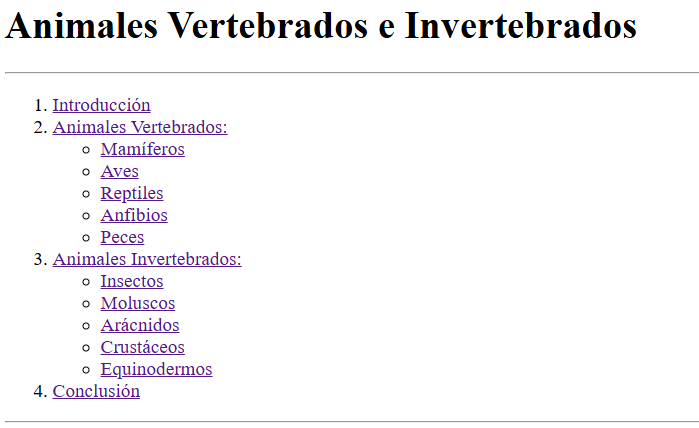 Animales Vertebrados e Invertebrados
1. Introducción
2. Animales Vertebrados:
Mamíferos
Aves
Reptiles
Anfibios
Peces
3. Animales Invertebrados:
Insectos
Moluscos
Arácnidos
Crustáceos
Equinodermos
4. Conclusión